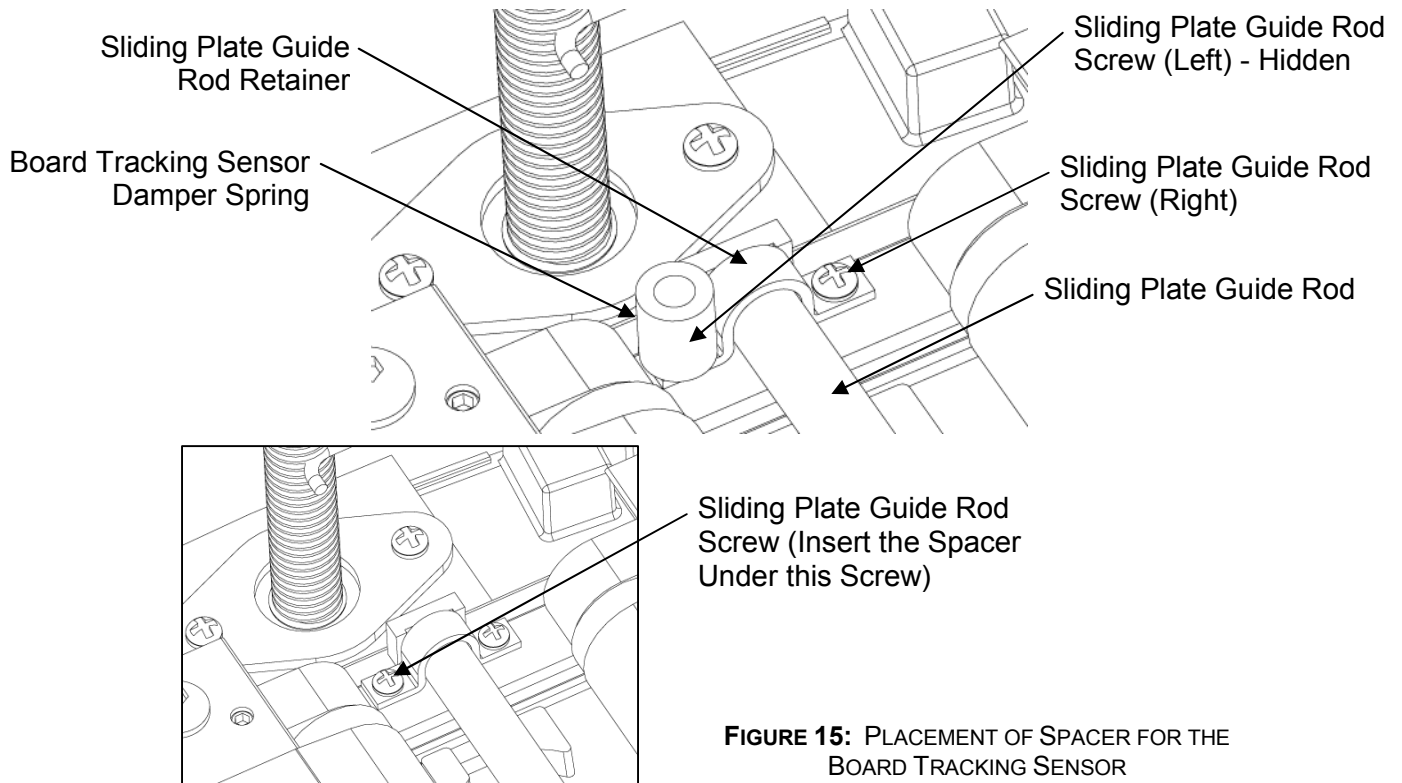 Sliding Plate Guide
Rod Retainer
Board Tracking Sensor
Damper Spring
Sliding Plate Guide Rod
Screw (Left) - Hidden
Sliding Plate Guide Rod
Screw (Right)
Sliding Plate Guide Rod
Sliding Plate Guide Rod
Screw (Insert the Spacer
Under this Screw)
FIGURE 15: PLACEMENT OF SPACER FOR THE
BOARD TRACKING SENSOR